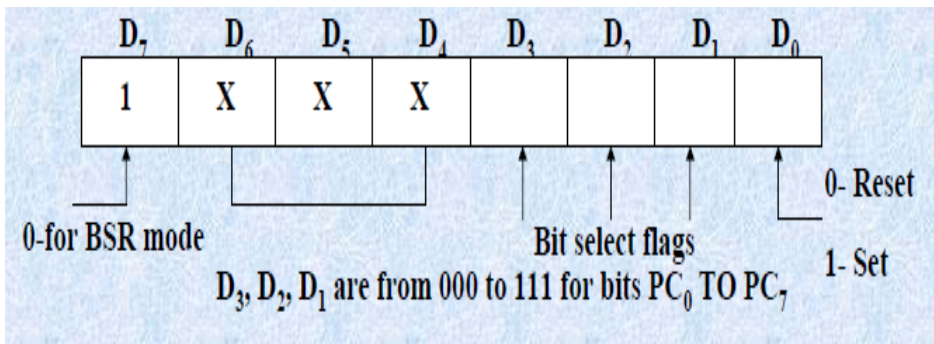 D₇ D₆ D₅ D₄ D₃ D₂ D₁ D₀
1 X X X
0- Reset
0-for BSR mode
Bit select flags
1- Set
D₃, D₂, D₁ are from 000 to 111 for bits PC₀ TO PC₇